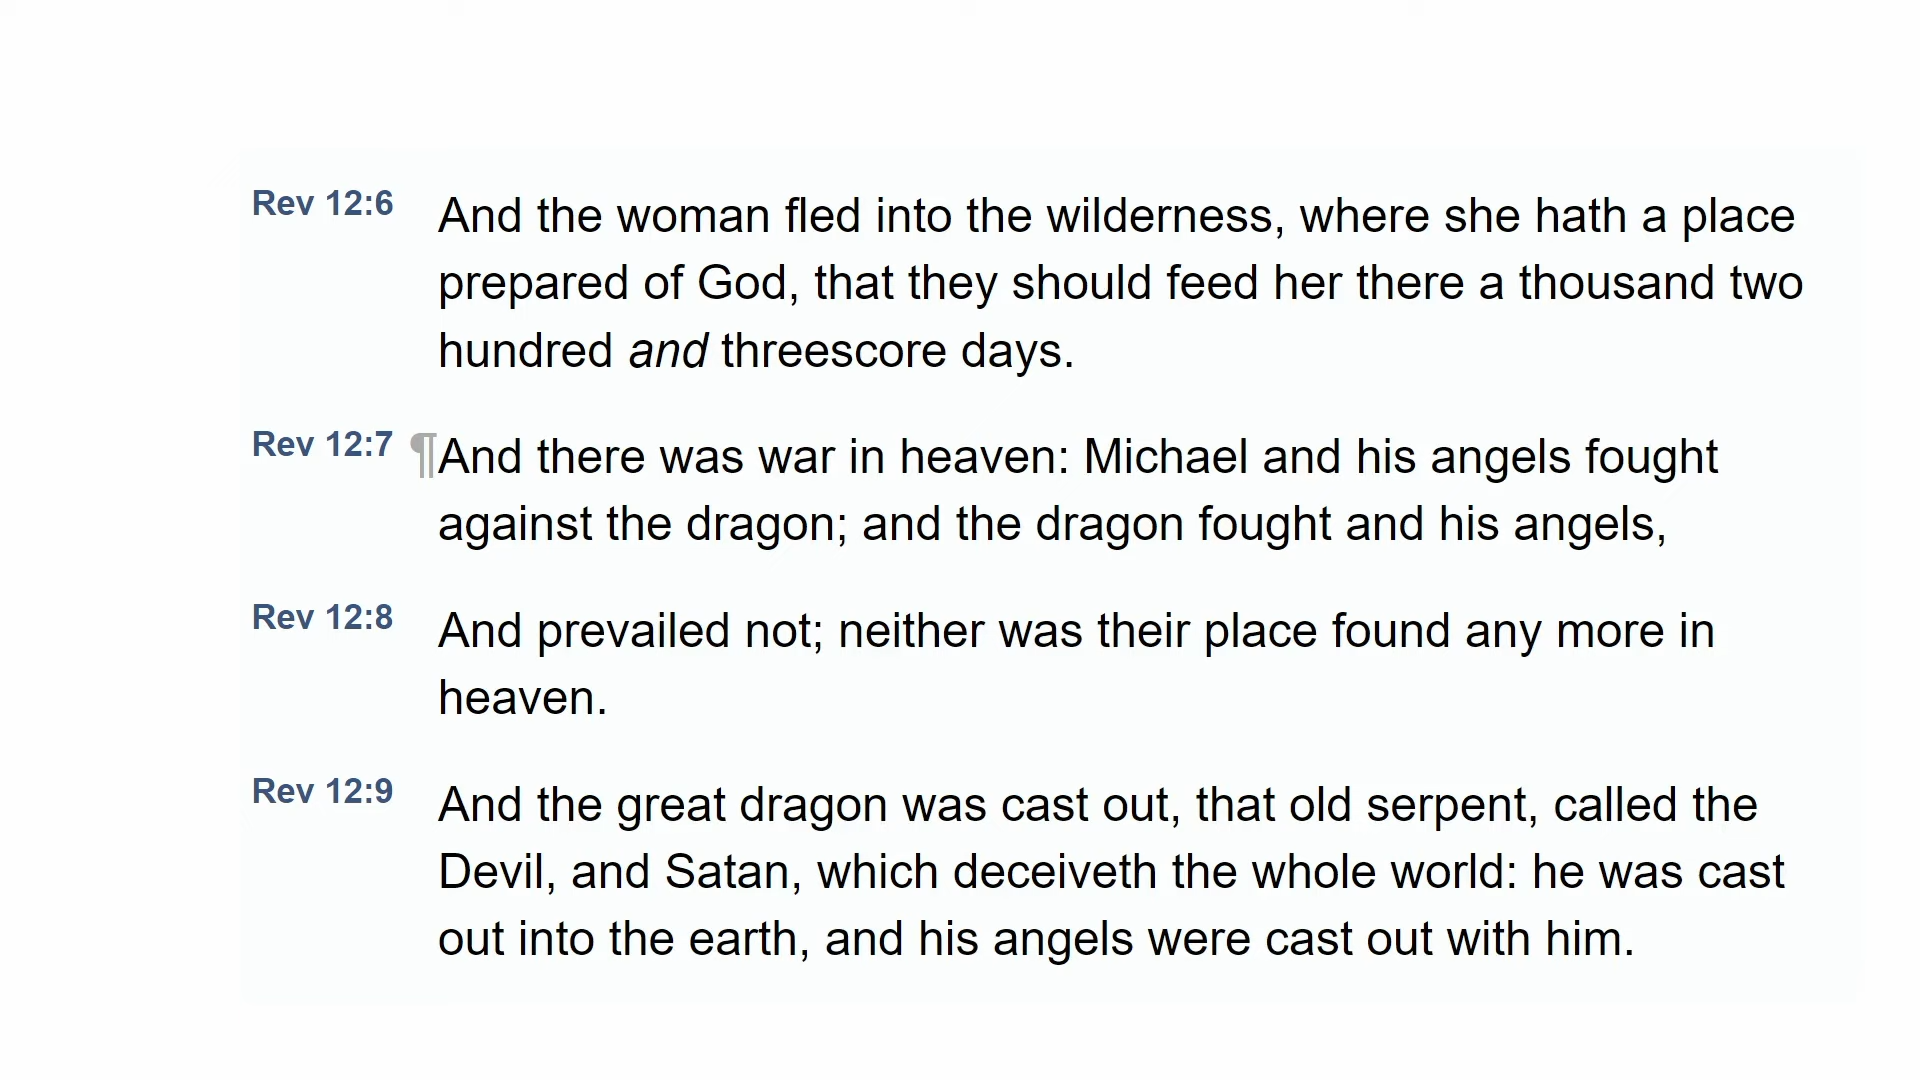 Rev 12:6 And the woman fled into the wilderness, where she hath a place
prepared of God, that they should feed her there a thousand two
hundred and threescore days.
Rev 12:7 ¶And there was war in heaven: Michael and his angels fought
against the dragon; and the dragon fought and his angels,
Rev 12:8 And prevailed not; neither was their place found any more in
heaven.
Rev 12:9 And the great dragon was cast out, that old serpent, called the
Devil, and Satan, which deceiveth the whole world: he was cast
out into the earth, and his angels were cast out with him.